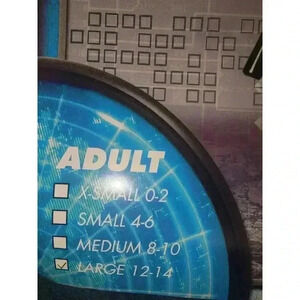 ADULT
X-SMALL 0-2
SMALL 4-6
MEDIUM 8-10
LARGE 12-14